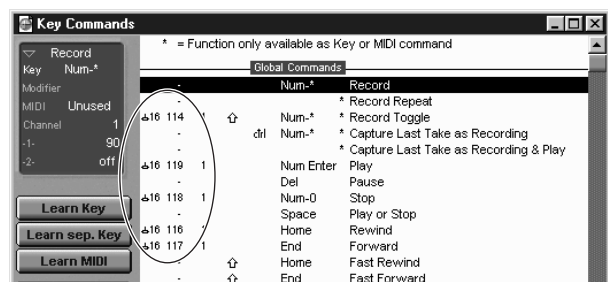 Key Commands
* = Function only available as Key or MIDI command
Record
Key Num-*
Modifier
MIDI Unused
Channel 1
-1- 90
-2- off
Learn Key
Learn sep. Key
Learn MIDI
Global Commands
- Num-* Record
- * Record Repeat
16 114 1 ⇧ Num-* * Record Toggle
- ctrl Num-* * Capture Last Take as Recording
- * Capture Last Take as Recording & Play
16 119 1 Num Enter Play
- Del Pause
16 118 1 Num-0 Stop
- Space Play or Stop
16 116 1 Home Rewind
16 117 1 End Forward
- ⇧ Home Fast Rewind
- ⇧ End Fast Forward